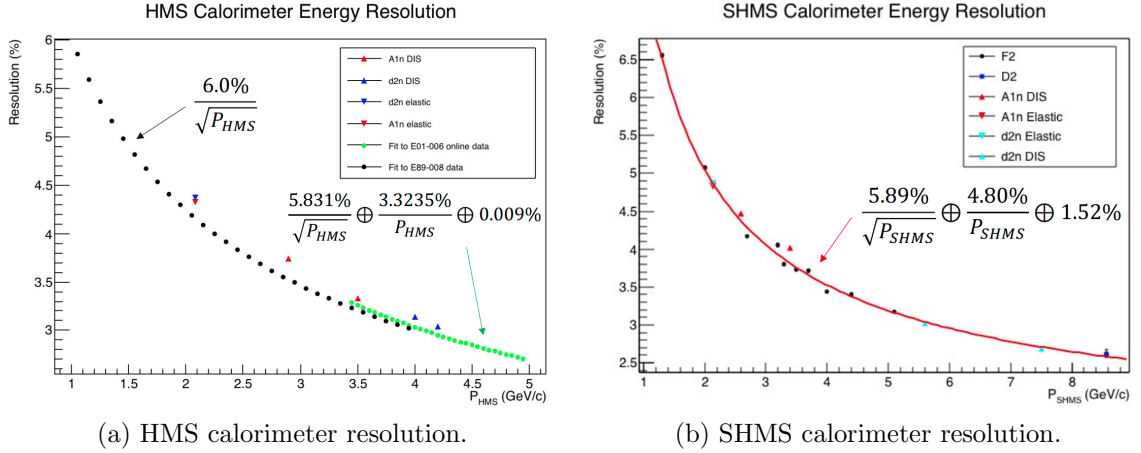 HMS Calorimeter Energy Resolution
Resolution (%)
6
5.5
5
4.5
4
3.5
3
1 1.5 2 2.5 3 3.5 4 4.5 5
P_HMS (GeV/c)
A1n DIS
d2n DIS
d2n elastic
A1n elastic
Fit to E01-006 online data
Fit to E89-008 data
6.0%/√P_HMS
5.831%/√P_HMS ⊕ 3.3235%/P_HMS ⊕ 0.009%
(a) HMS calorimeter resolution.
SHMS Calorimeter Energy Resolution
Resolution (%)
6.5
6
5.5
5
4.5
4
3.5
3
2.5
1 2 3 4 5 6 7 8
P_SHMS (GeV/c)
F2
D2
A1n DIS
A1n Elastic
d2n Elastic
d2n DIS
5.89%/√P_SHMS ⊕ 4.80%/P_SHMS ⊕ 1.52%
(b) SHMS calorimeter resolution.